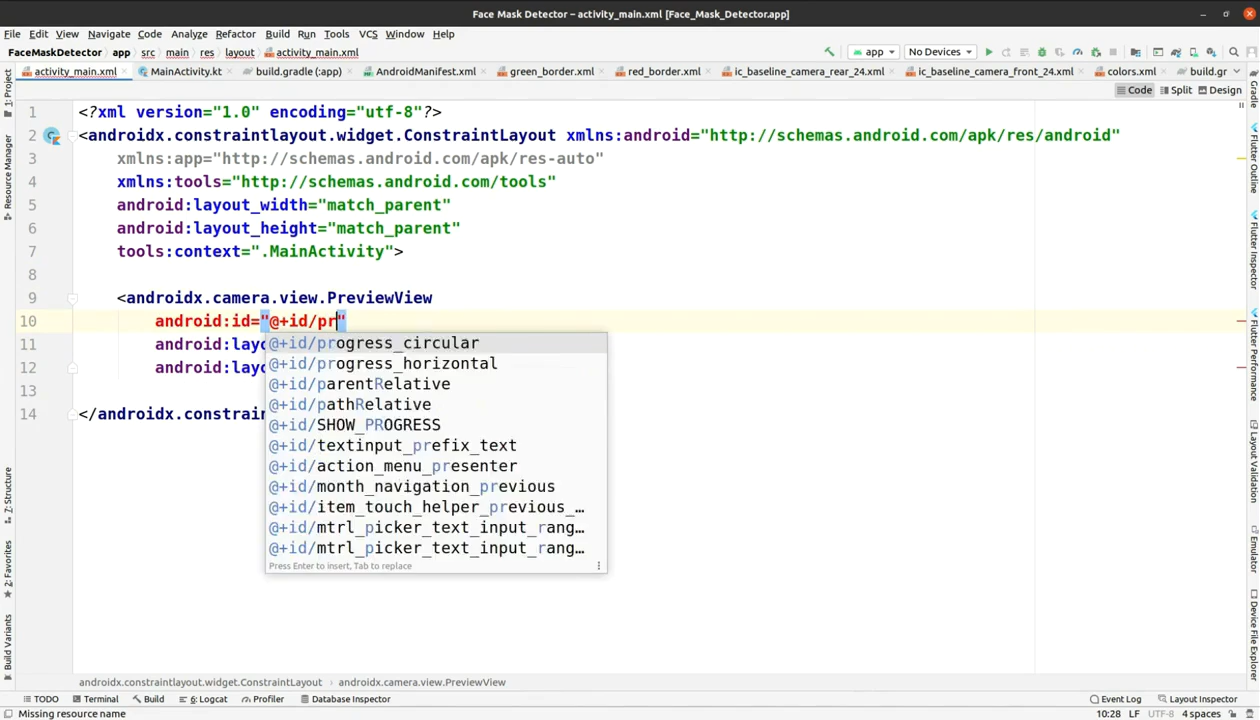 Face Mask Detector – activity_main.xml [Face_Mask_Detector.app]
File Edit View Navigate Code Analyze Refactor Build Run Tools VCS Window Help
FaceMaskDetector app src main res layout activity_main.xml app No Devices
activity_main.xml MainActivity.kt build.gradle (:app) AndroidManifest.xml green_border.xml red_border.xml ic_baseline_camera_rear_24.xml ic_baseline_camera_front_24.xml colors.xml build.gr
Code Split Design
1 <?xml version="1.0" encoding="utf-8"?>
2 <androidx.constraintlayout.widget.ConstraintLayout xmlns:android="http://schemas.android.com/apk/res/android"
3 xmlns:app="http://schemas.android.com/apk/res-auto"
4 xmlns:tools="http://schemas.android.com/tools"
5 android:layout_width="match_parent"
6 android:layout_height="match_parent"
7 tools:context=".MainActivity">
8
9 <androidx.camera.view.PreviewView
10 android:id="@+id/pr"
11 android:layo
12 android:layo
13
14 </androidx.constrain
@+id/progress_circular
@+id/progress_horizontal
@+id/parentRelative
@+id/pathRelative
@+id/SHOW_PROGRESS
@+id/textinput_prefix_text
@+id/action_menu_presenter
@+id/month_navigation_previous
@+id/item_touch_helper_previous_…
@+id/mtrl_picker_text_input_rang…
@+id/mtrl_picker_text_input_rang…
Press Enter to insert, Tab to replace
1: Project
Resource Manager
7: Structure
2: Favorites
Build Variants
Gradle
Flutter Outline
Flutter Inspector
Flutter Performance
Layout Validation
Emulator
Device File Explorer
androidx.constraintlayout.widget.ConstraintLayout androidx.camera.view.PreviewView
TODO Terminal Build 6: Logcat Profiler Database Inspector Event Log Layout Inspector
Missing resource name 10:28 LF UTF-8 4 spaces